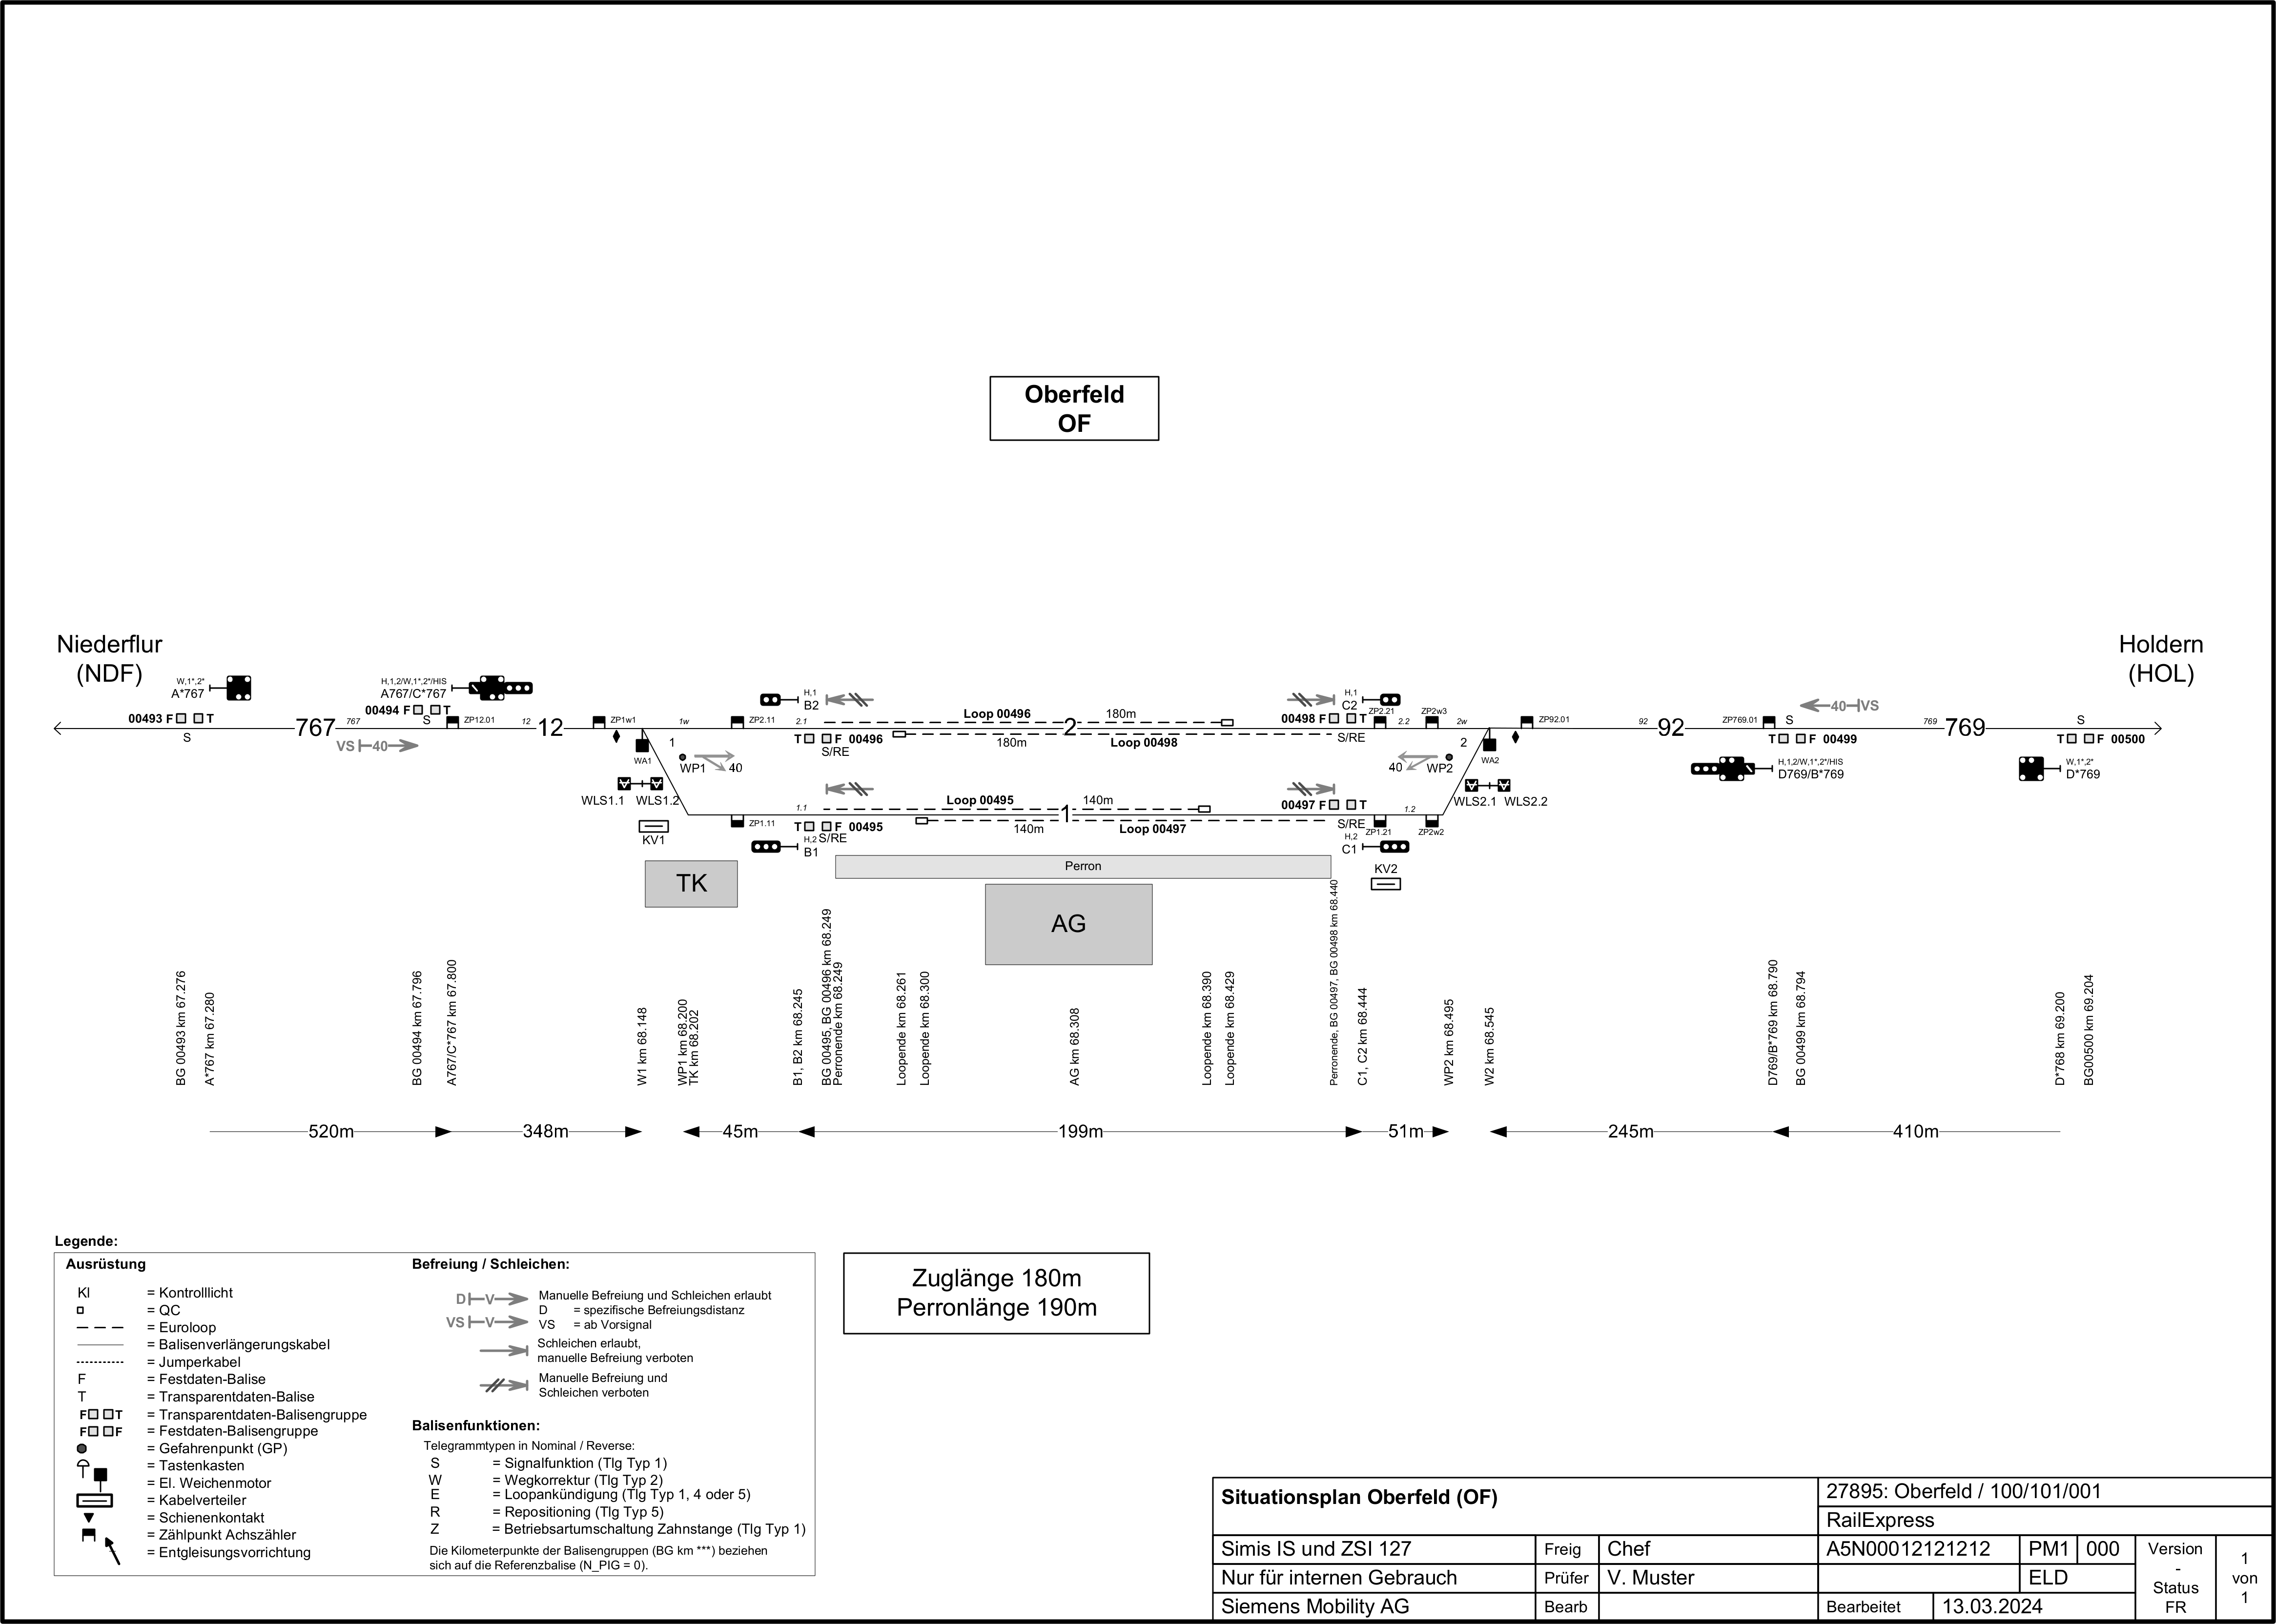 Oberfeld
OF
Niederflur
(NDF)
Holdern
(HOL)
W,1*,2*
A*767
H,1,2/W,1*,2*/HIS
A767/C*767
H,1
B2
H,1
C2
40 VS
00493 F T
00494 F T
S
S
767
767
VS 40
ZP12.01
12
12
ZP1w1
1w
ZP2.11
2.1
Loop 00496
180m
2
180m
Loop 00498
T F 00496
S/RE
00498 F T
S/RE
ZP2.21
2.2
ZP2w3
2w
ZP92.01
92
92
ZP769.01
S
T F 00499
769
769
S
T F 00500
WA1
1
WP1
40
40
WP2
2
WA2
H,1,2/W,1*,2*/HIS
D769/B*769
W,1*,2*
D*769
WLS1.1
WLS1.2
WLS2.1
WLS2.2
KV1
ZP1.11
1.1
T F 00495
S/RE
H,2
B1
Loop 00495
140m
1
140m
Loop 00497
00497 F T
S/RE
H,2
C1
ZP1.21
1.2
ZP2w2
KV2
TK
Perron
AG
BG 00493 km 67.276
A*767 km 67.280
BG 00494 km 67.796
A767/C*767 km 67.800
W1 km 68.148
WP1 km 68.200
TK km 68.202
B1, B2 km 68.245
BG 00495, BG 00496 km 68.249
Perronende km 68.249
Loopende km 68.261
Loopende km 68.300
AG km 68.308
Loopende km 68.390
Loopende km 68.429
Perronende, BG 00497, BG 00498 km 68.440
C1, C2 km 68.444
WP2 km 68.495
W2 km 68.545
D769/B*769 km 68.790
BG 00499 km 68.794
D*768 km 69.200
BG00500 km 69.204
520m
348m
45m
199m
51m
245m
410m
Legende:
Ausrüstung
Kl = Kontrolllicht
= QC
= Euroloop
= Balisenverlängerungskabel
= Jumperkabel
F = Festdaten-Balise
T = Transparentdaten-Balise
F T = Transparentdaten-Balisengruppe
F F = Festdaten-Balisengruppe
= Gefahrenpunkt (GP)
= Tastenkasten
= El. Weichenmotor
= Kabelverteiler
= Schienenkontakt
= Zählpunkt Achszähler
= Entgleisungsvorrichtung
Befreiung / Schleichen:
D V Manuelle Befreiung und Schleichen erlaubt
D = spezifische Befreiungsdistanz
VS V VS = ab Vorsignal
Schleichen erlaubt,
manuelle Befreiung verboten
Manuelle Befreiung und
Schleichen verboten
Balisenfunktionen:
Telegrammtypen in Nominal / Reverse:
S = Signalfunktion (Tlg Typ 1)
W = Wegkorrektur (Tlg Typ 2)
E = Loopankündigung (Tlg Typ 1, 4 oder 5)
R = Repositioning (Tlg Typ 5)
Z = Betriebsartumschaltung Zahnstange (Tlg Typ 1)
Die Kilometerpunkte der Balisengruppen (BG km ***) beziehen
sich auf die Referenzbalise (N_PIG = 0).
Zuglänge 180m
Perronlänge 190m
Situationsplan Oberfeld (OF)
27895: Oberfeld / 100/101/001
RailExpress
Simis IS und ZSI 127
Freig
Chef
A5N00012121212
PM1
000
Nur für internen Gebrauch
Prüfer
V. Muster
ELD
Siemens Mobility AG
Bearb
Bearbeitet
13.03.2024
Version
-
Status
FR
1
von
1